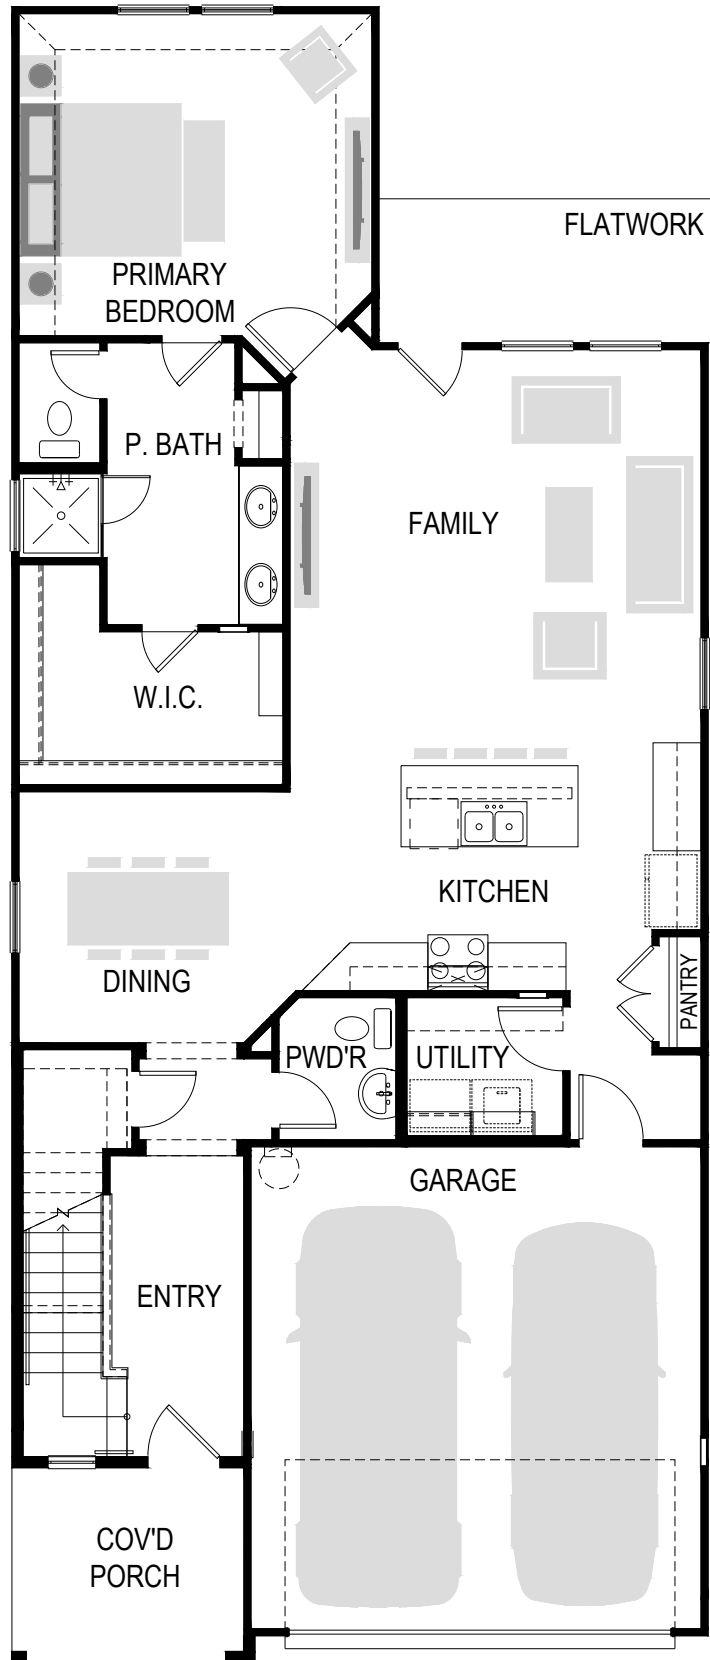 FLATWORK
PRIMARY
BEDROOM
P. BATH
FAMILY
W.I.C.
KITCHEN
DINING
PANTRY
PWD'R
UTILITY
GARAGE
ENTRY
COV'D
PORCH